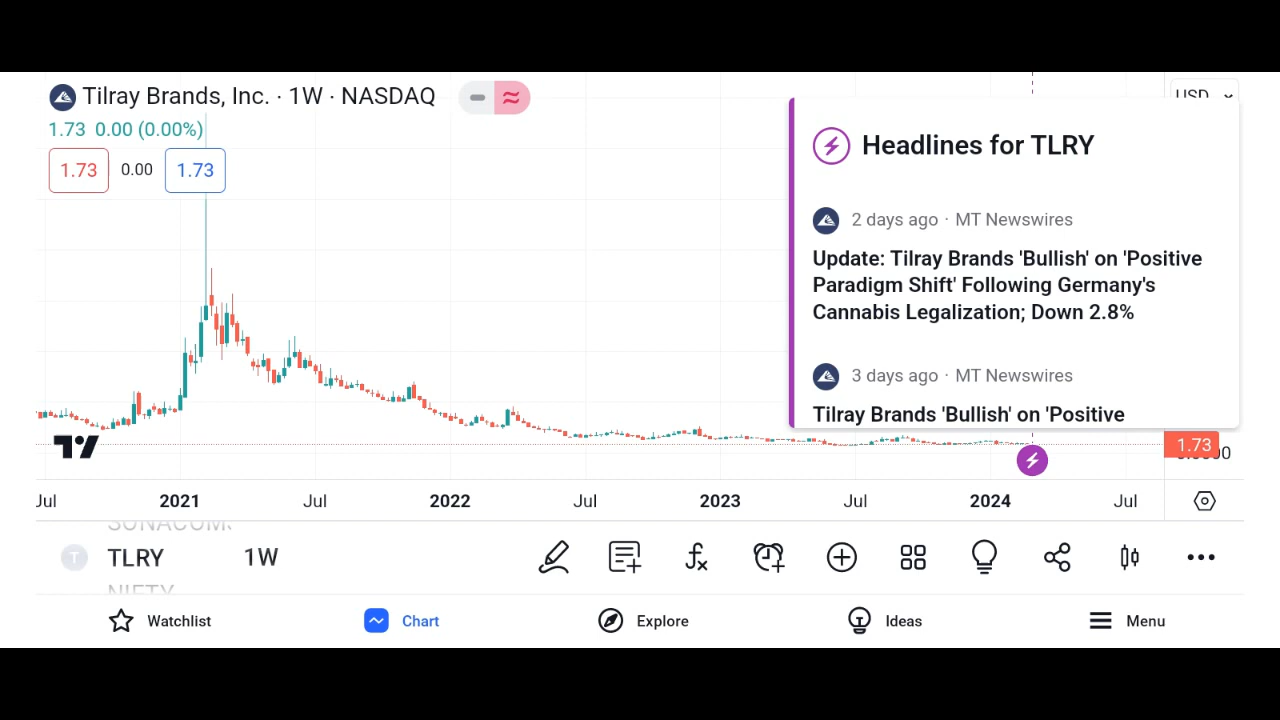 Tilray Brands, Inc. · 1W · NASDAQ
1.73 0.00 (0.00%)
1.73 0.00 1.73
USD
Headlines for TLRY
2 days ago · MT Newswires
Update: Tilray Brands 'Bullish' on 'Positive
Paradigm Shift' Following Germany's
Cannabis Legalization; Down 2.8%
3 days ago · MT Newswires
Tilray Brands 'Bullish' on 'Positive
1.73
Jul 2021 Jul 2022 Jul 2023 Jul 2024 Jul
T TLRY 1W
NIFTY
Watchlist Chart Explore Ideas Menu